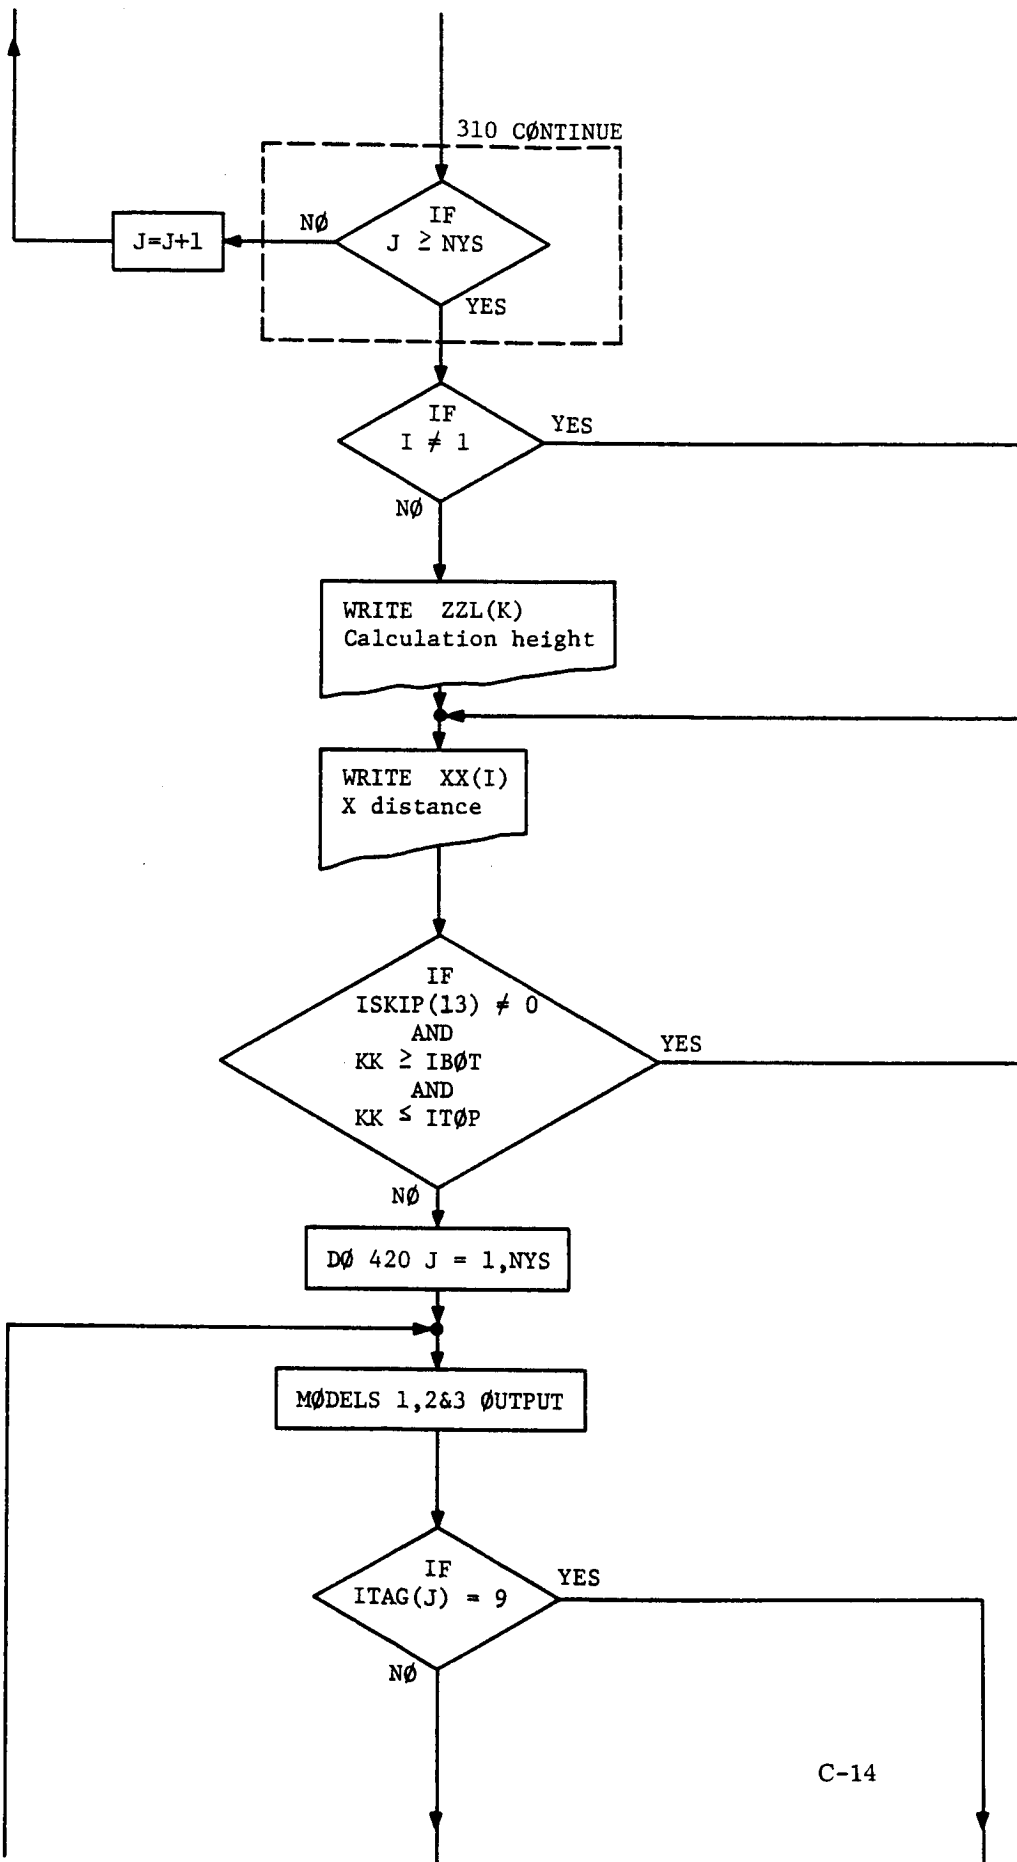 310 CØNTINUE
NØ
IF
J ≥ NYS
J=J+1
YES
IF
I ≠ 1
YES
NØ
WRITE ZZL(K)
Calculation height
WRITE XX(I)
X distance
IF
ISKIP(13) ≠ 0
AND
KK ≥ IBØT
AND
KK ≤ ITØP
YES
NØ
DØ 420 J = 1,NYS
MØDELS 1,2&3 ØUTPUT
IF
ITAG(J) = 9
YES
NØ
C-14